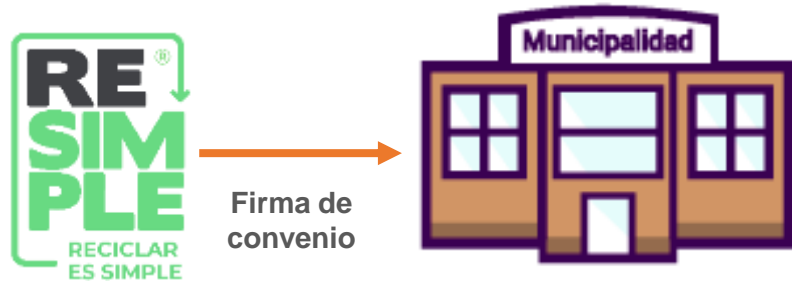 RE®
SIM
PLE
RECICLAR
ES SIMPLE
Firma de
convenio
Municipalidad